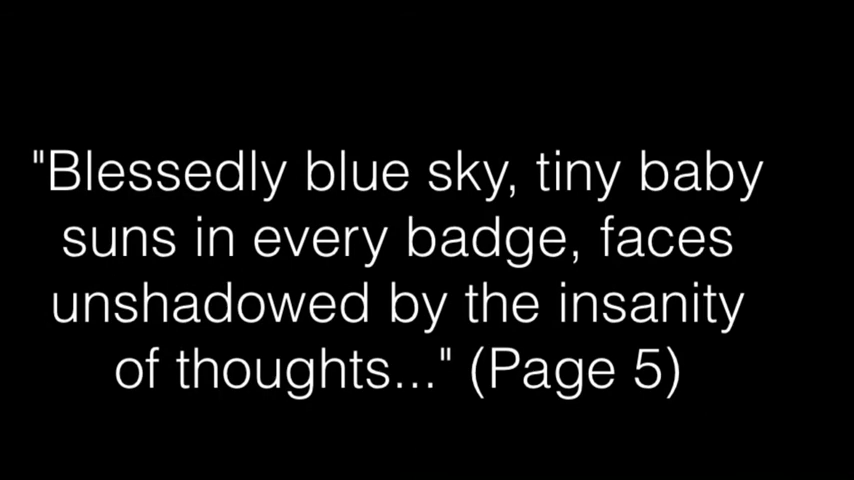 "Blessedly blue sky, tiny baby
suns in every badge, faces
unshadowed by the insanity
of thoughts..." (Page 5)